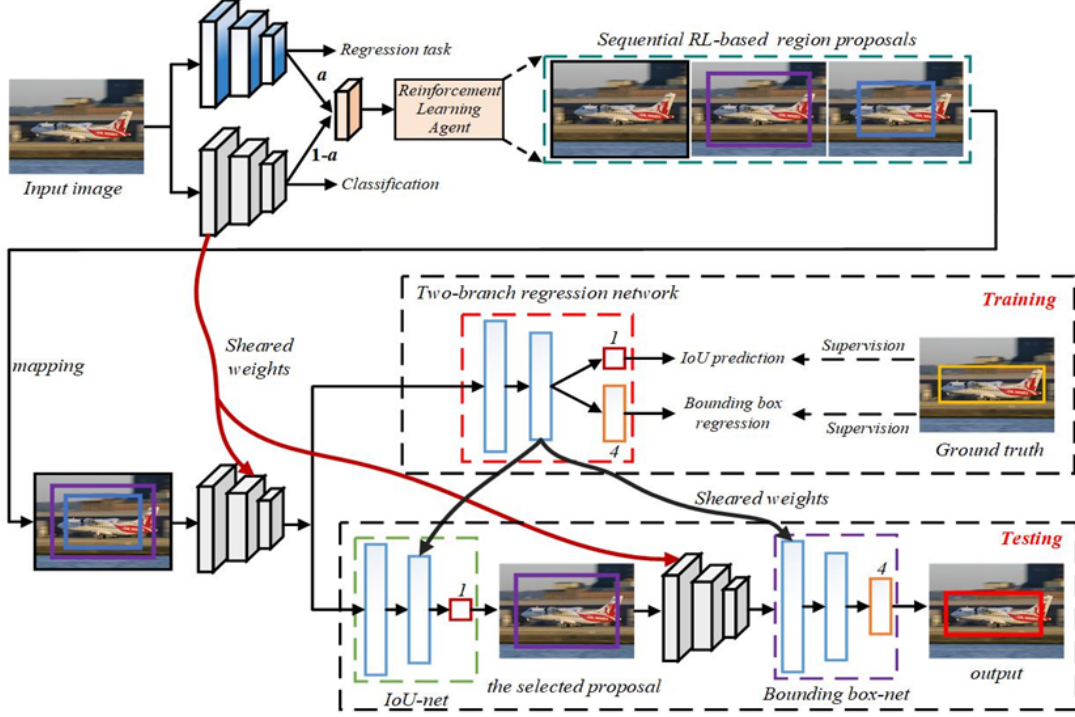 Sequential RL-based region proposals
Regression task
a
Reinforcement
Learning
Agent
1-a
Input image
Classification
Two-branch regression network
Training
Sheared
weights
mapping
1
IoU prediction
Supervision
Bounding box
regression
Supervision
4
Ground truth
Sheared weights
Testing
1
4
IoU-net
the selected proposal
Bounding box-net
output